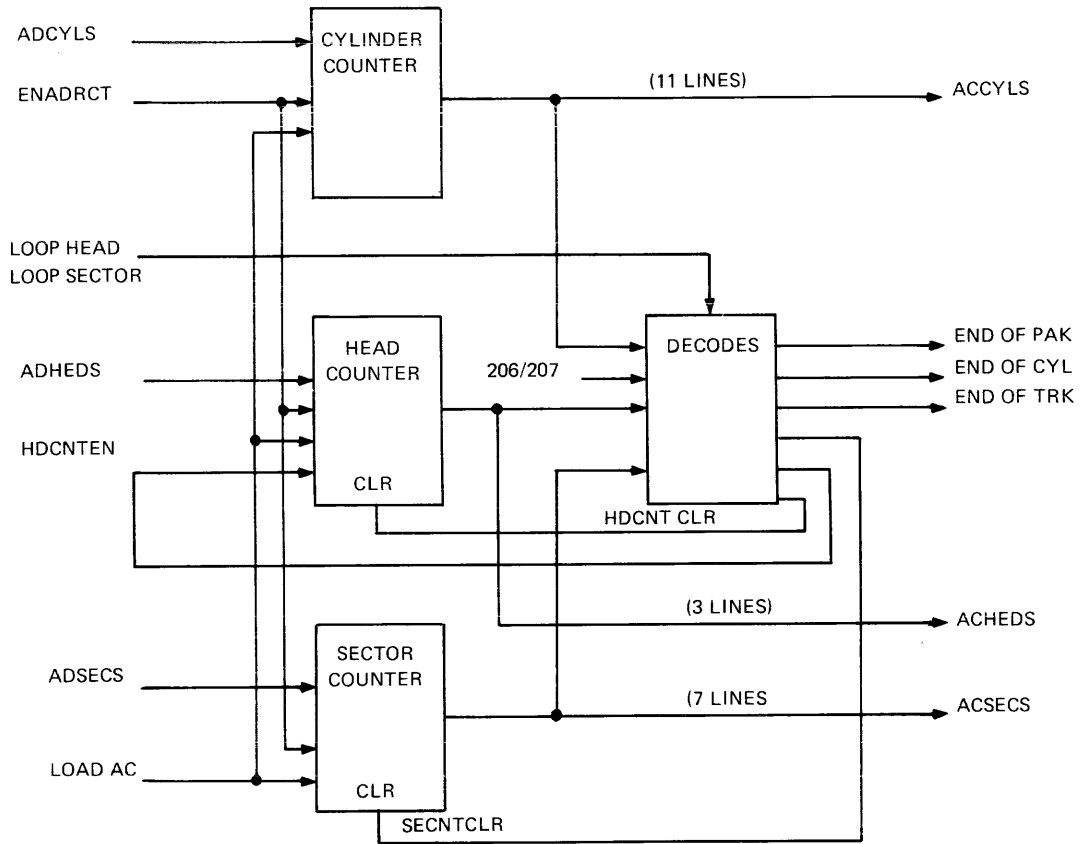 ADCYLS
CYLINDER
COUNTER
ENADRCT
(11 LINES)
ACCYLS
LOOP HEAD
LOOP SECTOR
HEAD
COUNTER
ADHEDS
HDCNTEN
CLR
206/207
DECODES
END OF PAK
END OF CYL
END OF TRK
HDCNT CLR
(3 LINES)
ACHEDS
SECTOR
COUNTER
ADSECS
(7 LINES
ACSECS
LOAD AC
CLR
SECNTCLR